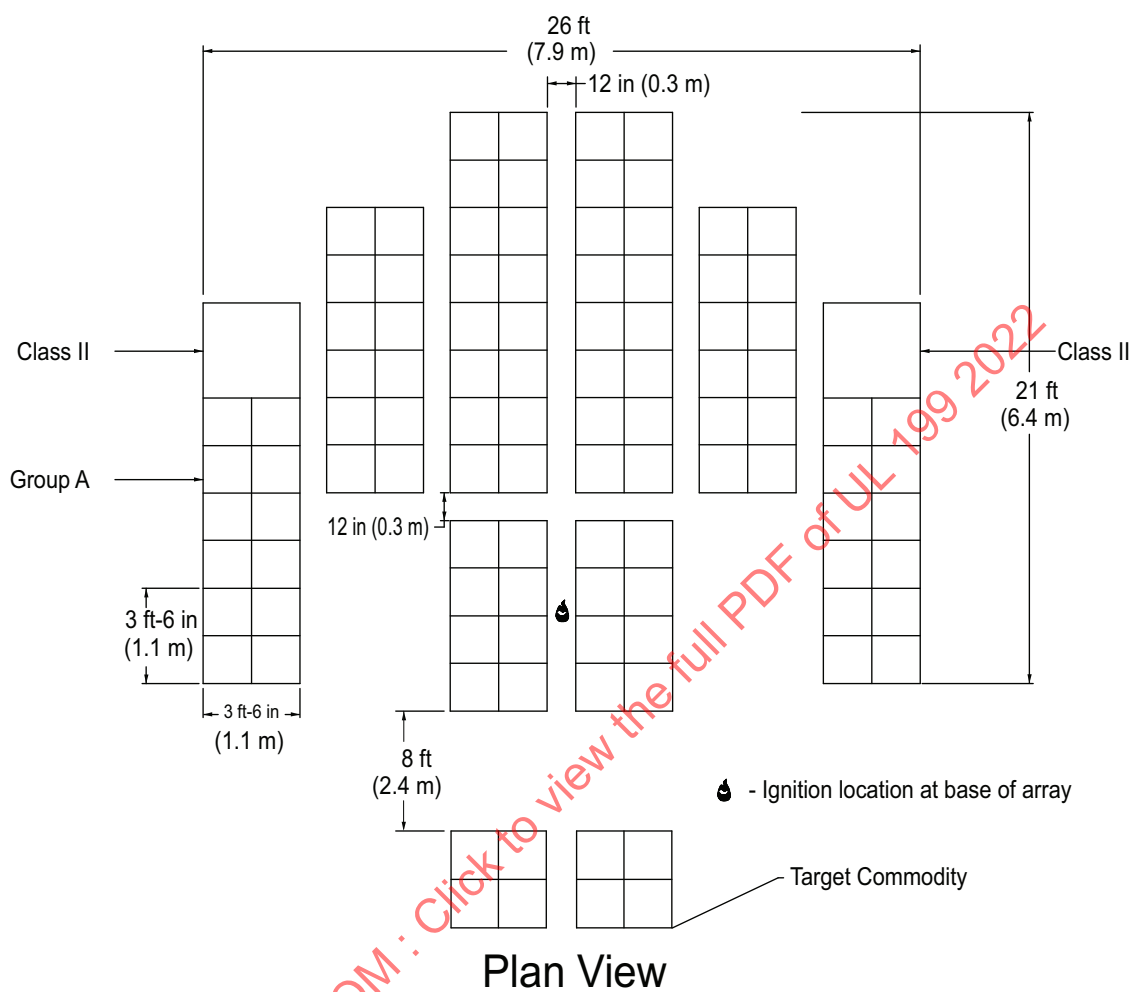 26 ft
(7.9 m)
12 in (0.3 m)
Class II
Class II
21 ft
(6.4 m)
Group A
12 in (0.3 m)
3 ft-6 in
(1.1 m)
3 ft-6 in
(1.1 m)
8 ft
(2.4 m)
- Ignition location at base of array
Target Commodity
Plan View
OM : Click to view the full PDF of UL 199 2022